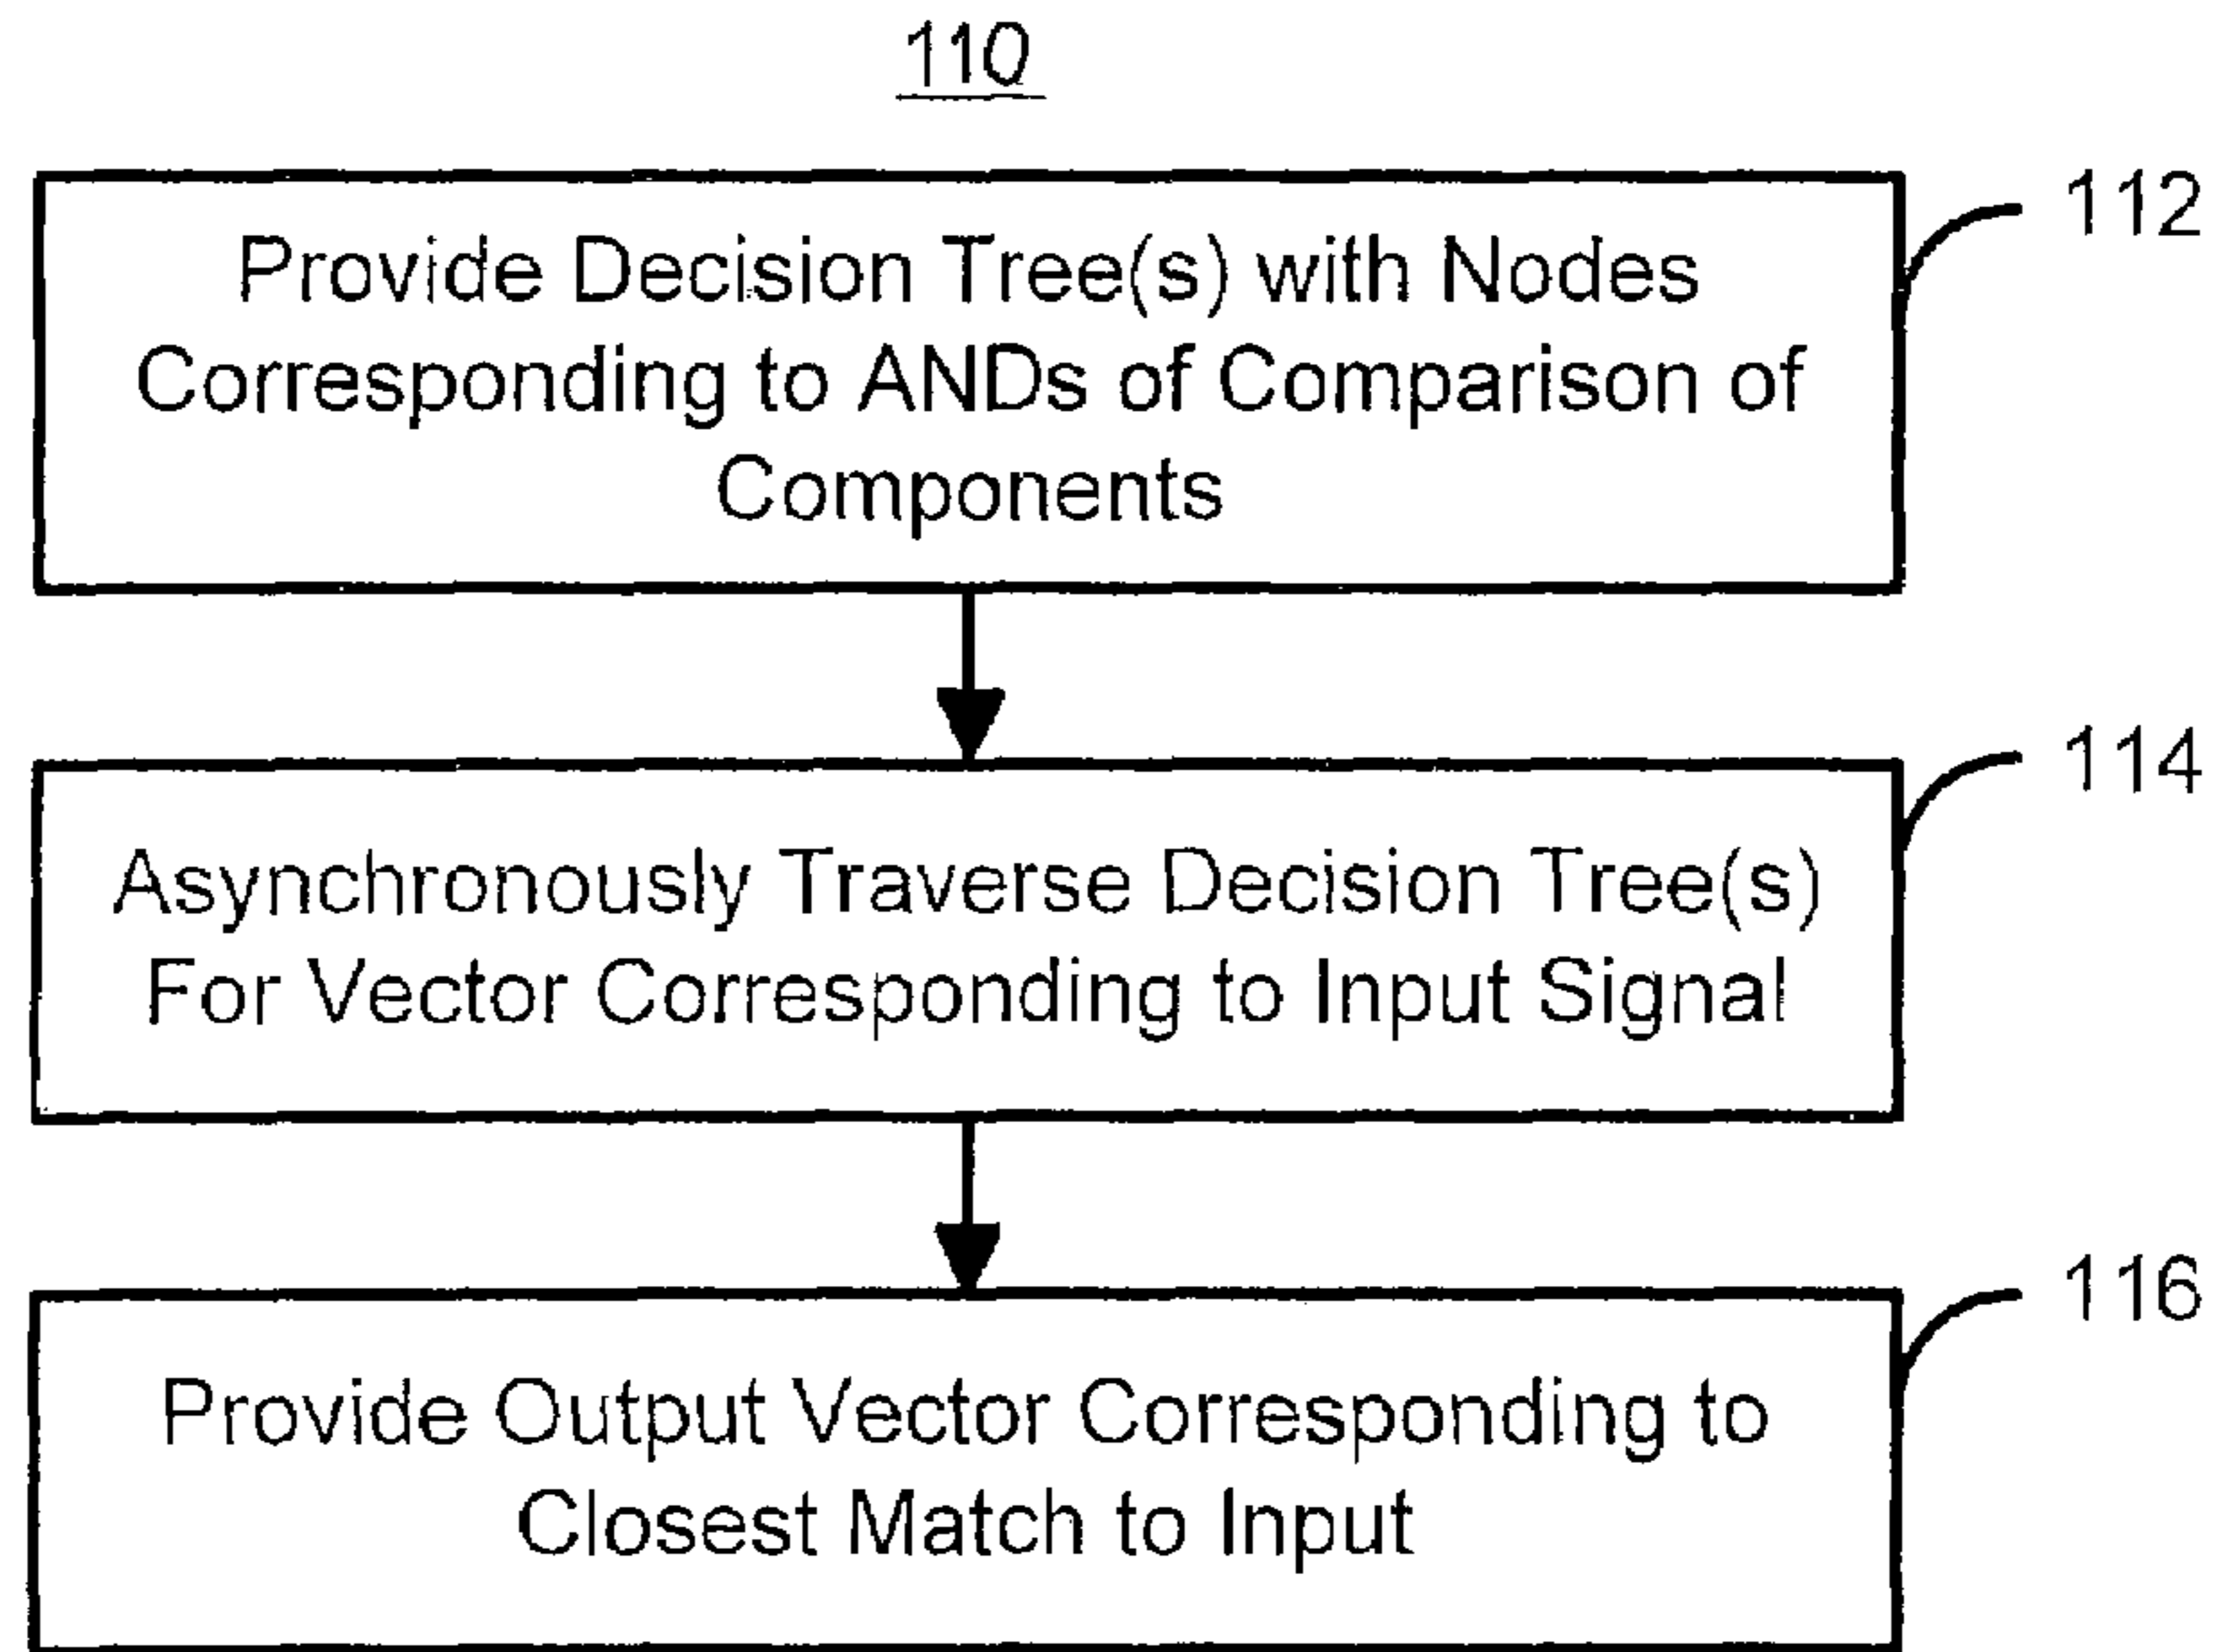 110
112
Provide Decision Tree(s) with Nodes
Corresponding to ANDs of Comparison of
Components
114
Asynchronously Traverse Decision Tree(s)
For Vector Corresponding to Input Signal
116
Provide Output Vector Corresponding to
Closest Match to Input